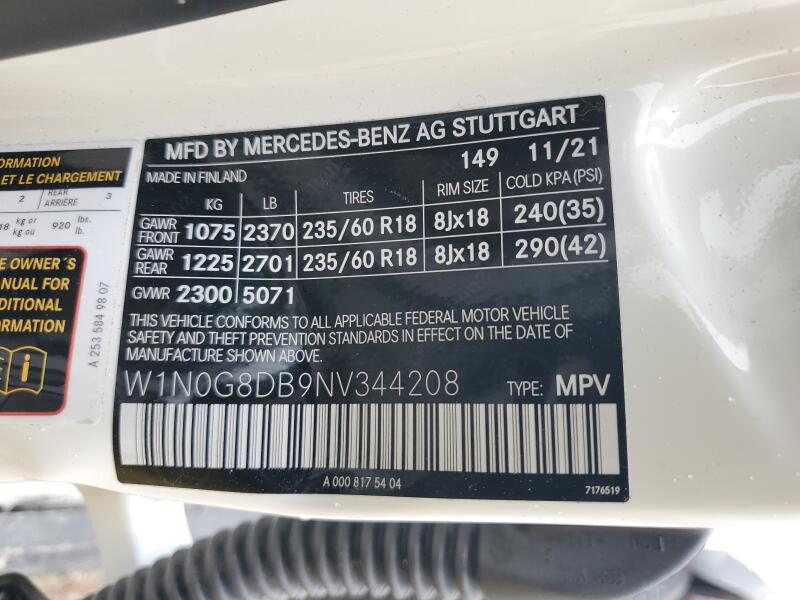 ORMATION
ET LE CHARGEMENT
2 REAR ARRIÈRE 3
kg or kg ou 920 lbs. lb.
E OWNER´S
ANUAL FOR
DDITIONAL
FORMATION
i
A 253 584 98 07
MFD BY MERCEDES-BENZ AG STUTTGART
149 11/21
MADE IN FINLAND
KG LB TIRES RIM SIZE COLD KPA(PSI)
GAWR FRONT 1075 2370 235/60 R18 8Jx18 240(35)
GAWR REAR 1225 2701 235/60 R18 8Jx18 290(42)
GVWR 2300 5071
THIS VEHICLE CONFORMS TO ALL APPLICABLE FEDERAL MOTOR VEHICLE
SAFETY AND THEFT PREVENTION STANDARDS IN EFFECT ON THE DATE OF
MANUFACTURE SHOWN ABOVE.
W1N0G8DB9NV344208 TYPE: MPV
A 000 817 54 04
7176519